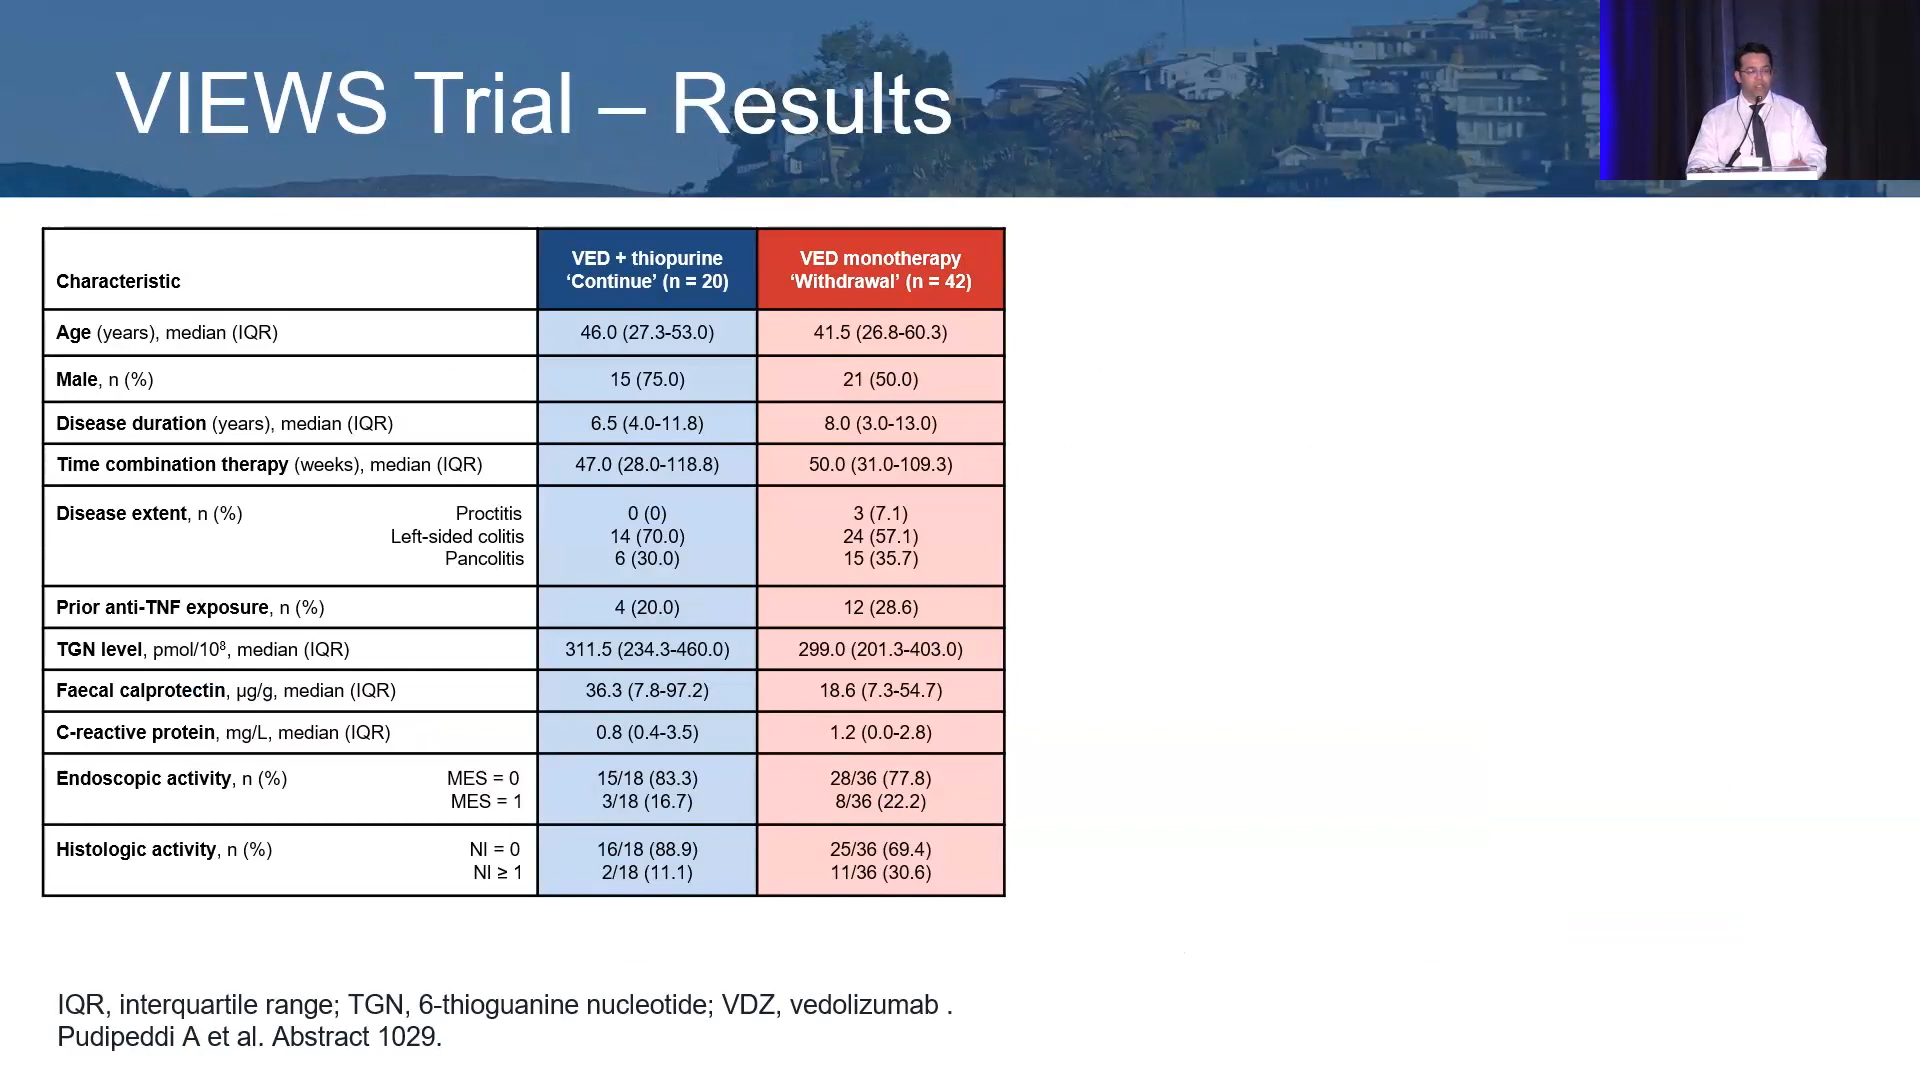 VIEWS Trial – Results
Characteristic
VED + thiopurine
‘Continue’ (n = 20)
VED monotherapy
‘Withdrawal’ (n = 42)
Age (years), median (IQR) 46.0 (27.3-53.0) 41.5 (26.8-60.3)
Male, n (%) 15 (75.0) 21 (50.0)
Disease duration (years), median (IQR) 6.5 (4.0-11.8) 8.0 (3.0-13.0)
Time combination therapy (weeks), median (IQR) 47.0 (28.0-118.8) 50.0 (31.0-109.3)
Disease extent, n (%) Proctitis 0 (0) 3 (7.1)
Left-sided colitis 14 (70.0) 24 (57.1)
Pancolitis 6 (30.0) 15 (35.7)
Prior anti-TNF exposure, n (%) 4 (20.0) 12 (28.6)
TGN level, pmol/10⁸, median (IQR) 311.5 (234.3-460.0) 299.0 (201.3-403.0)
Faecal calprotectin, µg/g, median (IQR) 36.3 (7.8-97.2) 18.6 (7.3-54.7)
C-reactive protein, mg/L, median (IQR) 0.8 (0.4-3.5) 1.2 (0.0-2.8)
Endoscopic activity, n (%) MES = 0 15/18 (83.3) 28/36 (77.8)
MES = 1 3/18 (16.7) 8/36 (22.2)
Histologic activity, n (%) NI = 0 16/18 (88.9) 25/36 (69.4)
NI ≥ 1 2/18 (11.1) 11/36 (30.6)
IQR, interquartile range; TGN, 6-thioguanine nucleotide; VDZ, vedolizumab .
Pudipeddi A et al. Abstract 1029.